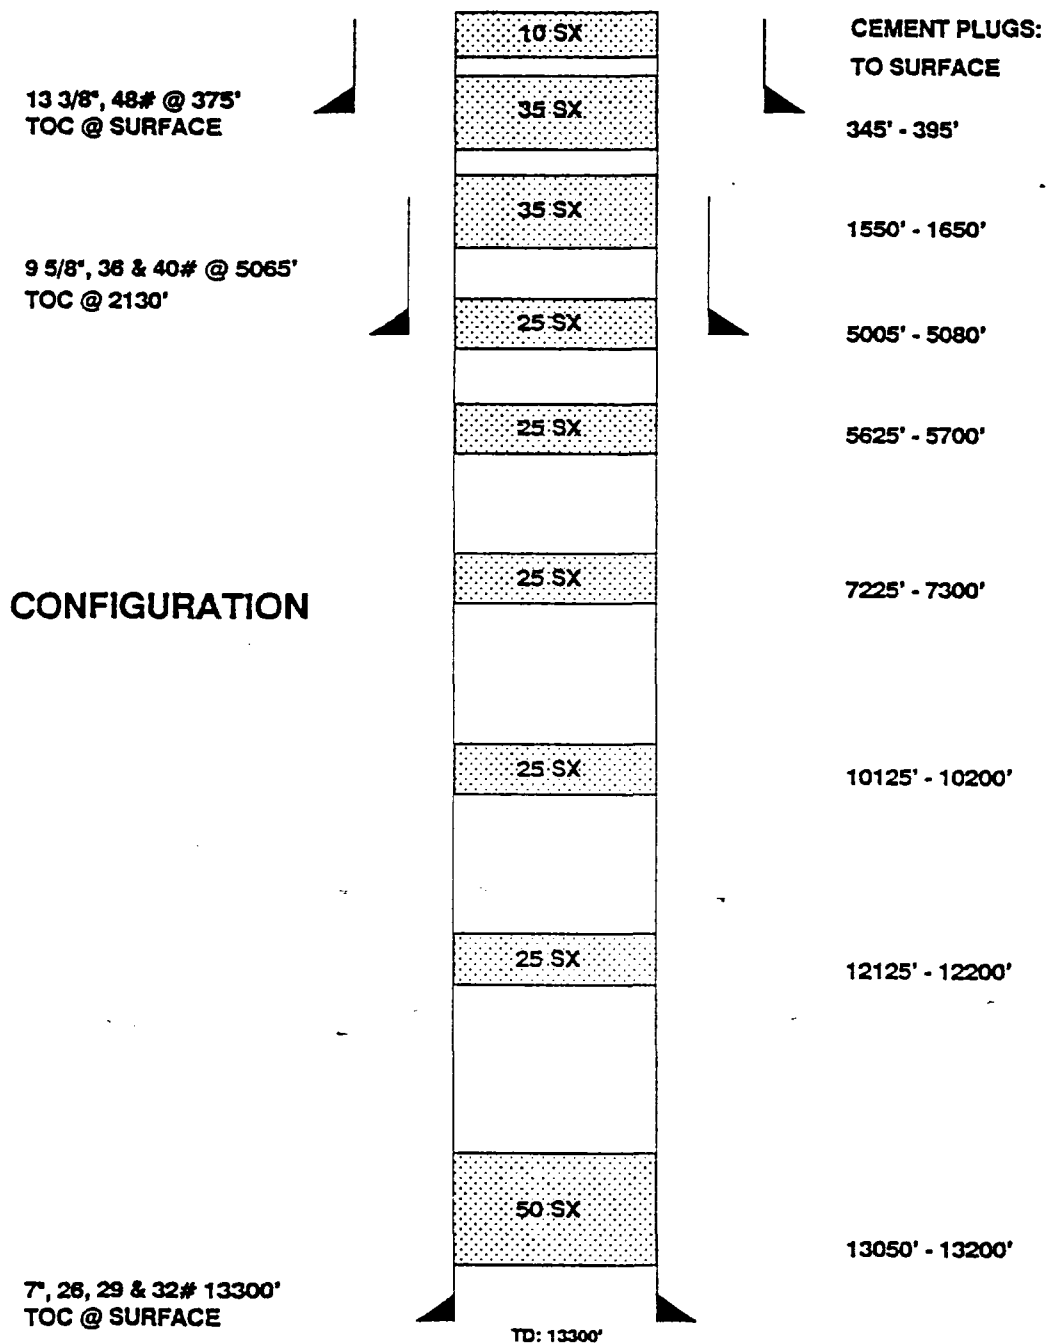 10 SX
CEMENT PLUGS:
TO SURFACE
13 3/8", 48# @ 375'
TOC @ SURFACE
35 SX
345' - 395'
35 SX
1550' - 1650'
9 5/8", 36 & 40# @ 5065'
TOC @ 2130'
25 SX
5005' - 5080'
25 SX
5625' - 5700'
25 SX
7225' - 7300'
CONFIGURATION
25 SX
10125' - 10200'
25 SX
12125' - 12200'
50 SX
13050' - 13200'
7", 26, 29 & 32# 13300'
TOC @ SURFACE
TD: 13300'